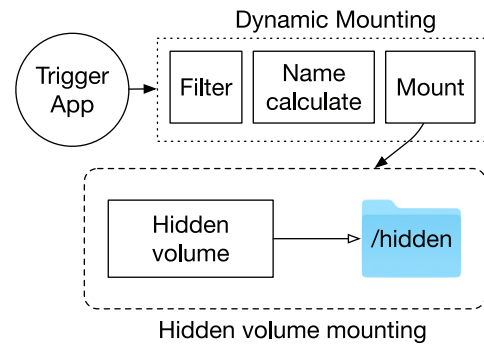 Dynamic Mounting
Trigger
App
Filter
Name
calculate
Mount
Hidden
volume
/hidden
Hidden volume mounting